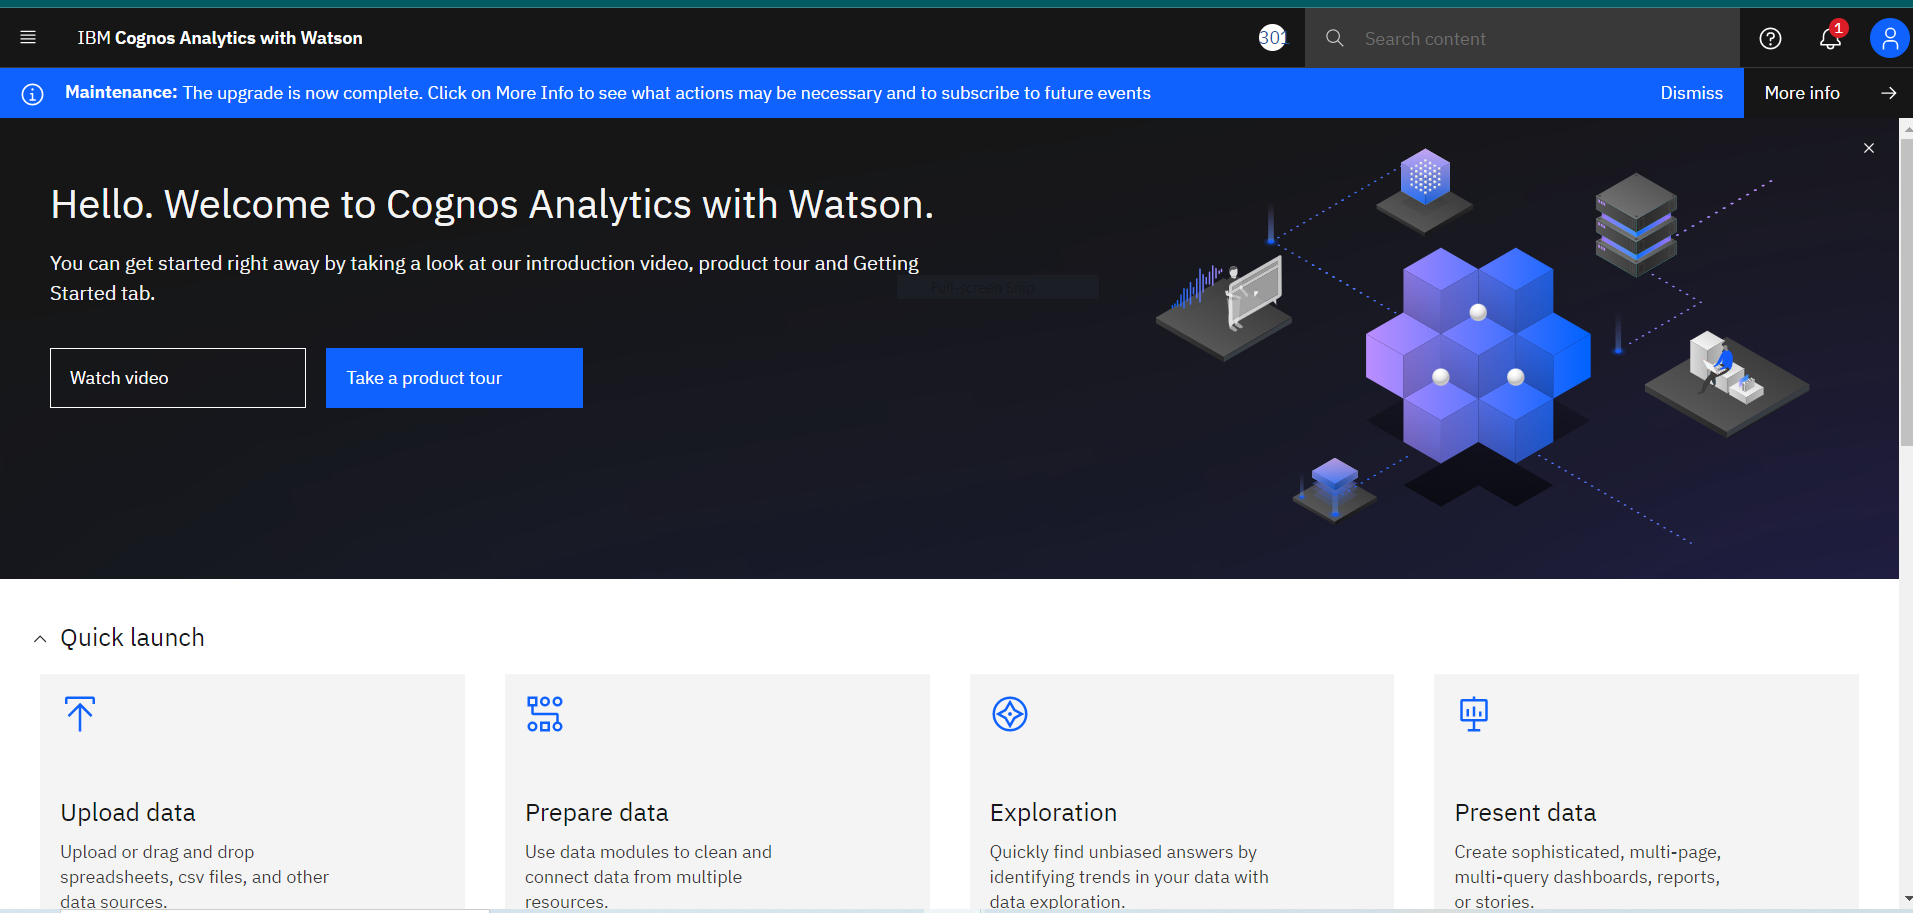 IBM Cognos Analytics with Watson
301
Search content
1
Maintenance: The upgrade is now complete. Click on More Info to see what actions may be necessary and to subscribe to future events
Dismiss
More info
Hello. Welcome to Cognos Analytics with Watson.
You can get started right away by taking a look at our introduction video, product tour and Getting
Started tab.
Full-screen Snip
Watch video
Take a product tour
Quick launch
Upload data
Upload or drag and drop
spreadsheets, csv files, and other
data sources.
Prepare data
Use data modules to clean and
connect data from multiple
resources.
Exploration
Quickly find unbiased answers by
identifying trends in your data with
data exploration.
Present data
Create sophisticated, multi-page,
multi-query dashboards, reports,
or stories.